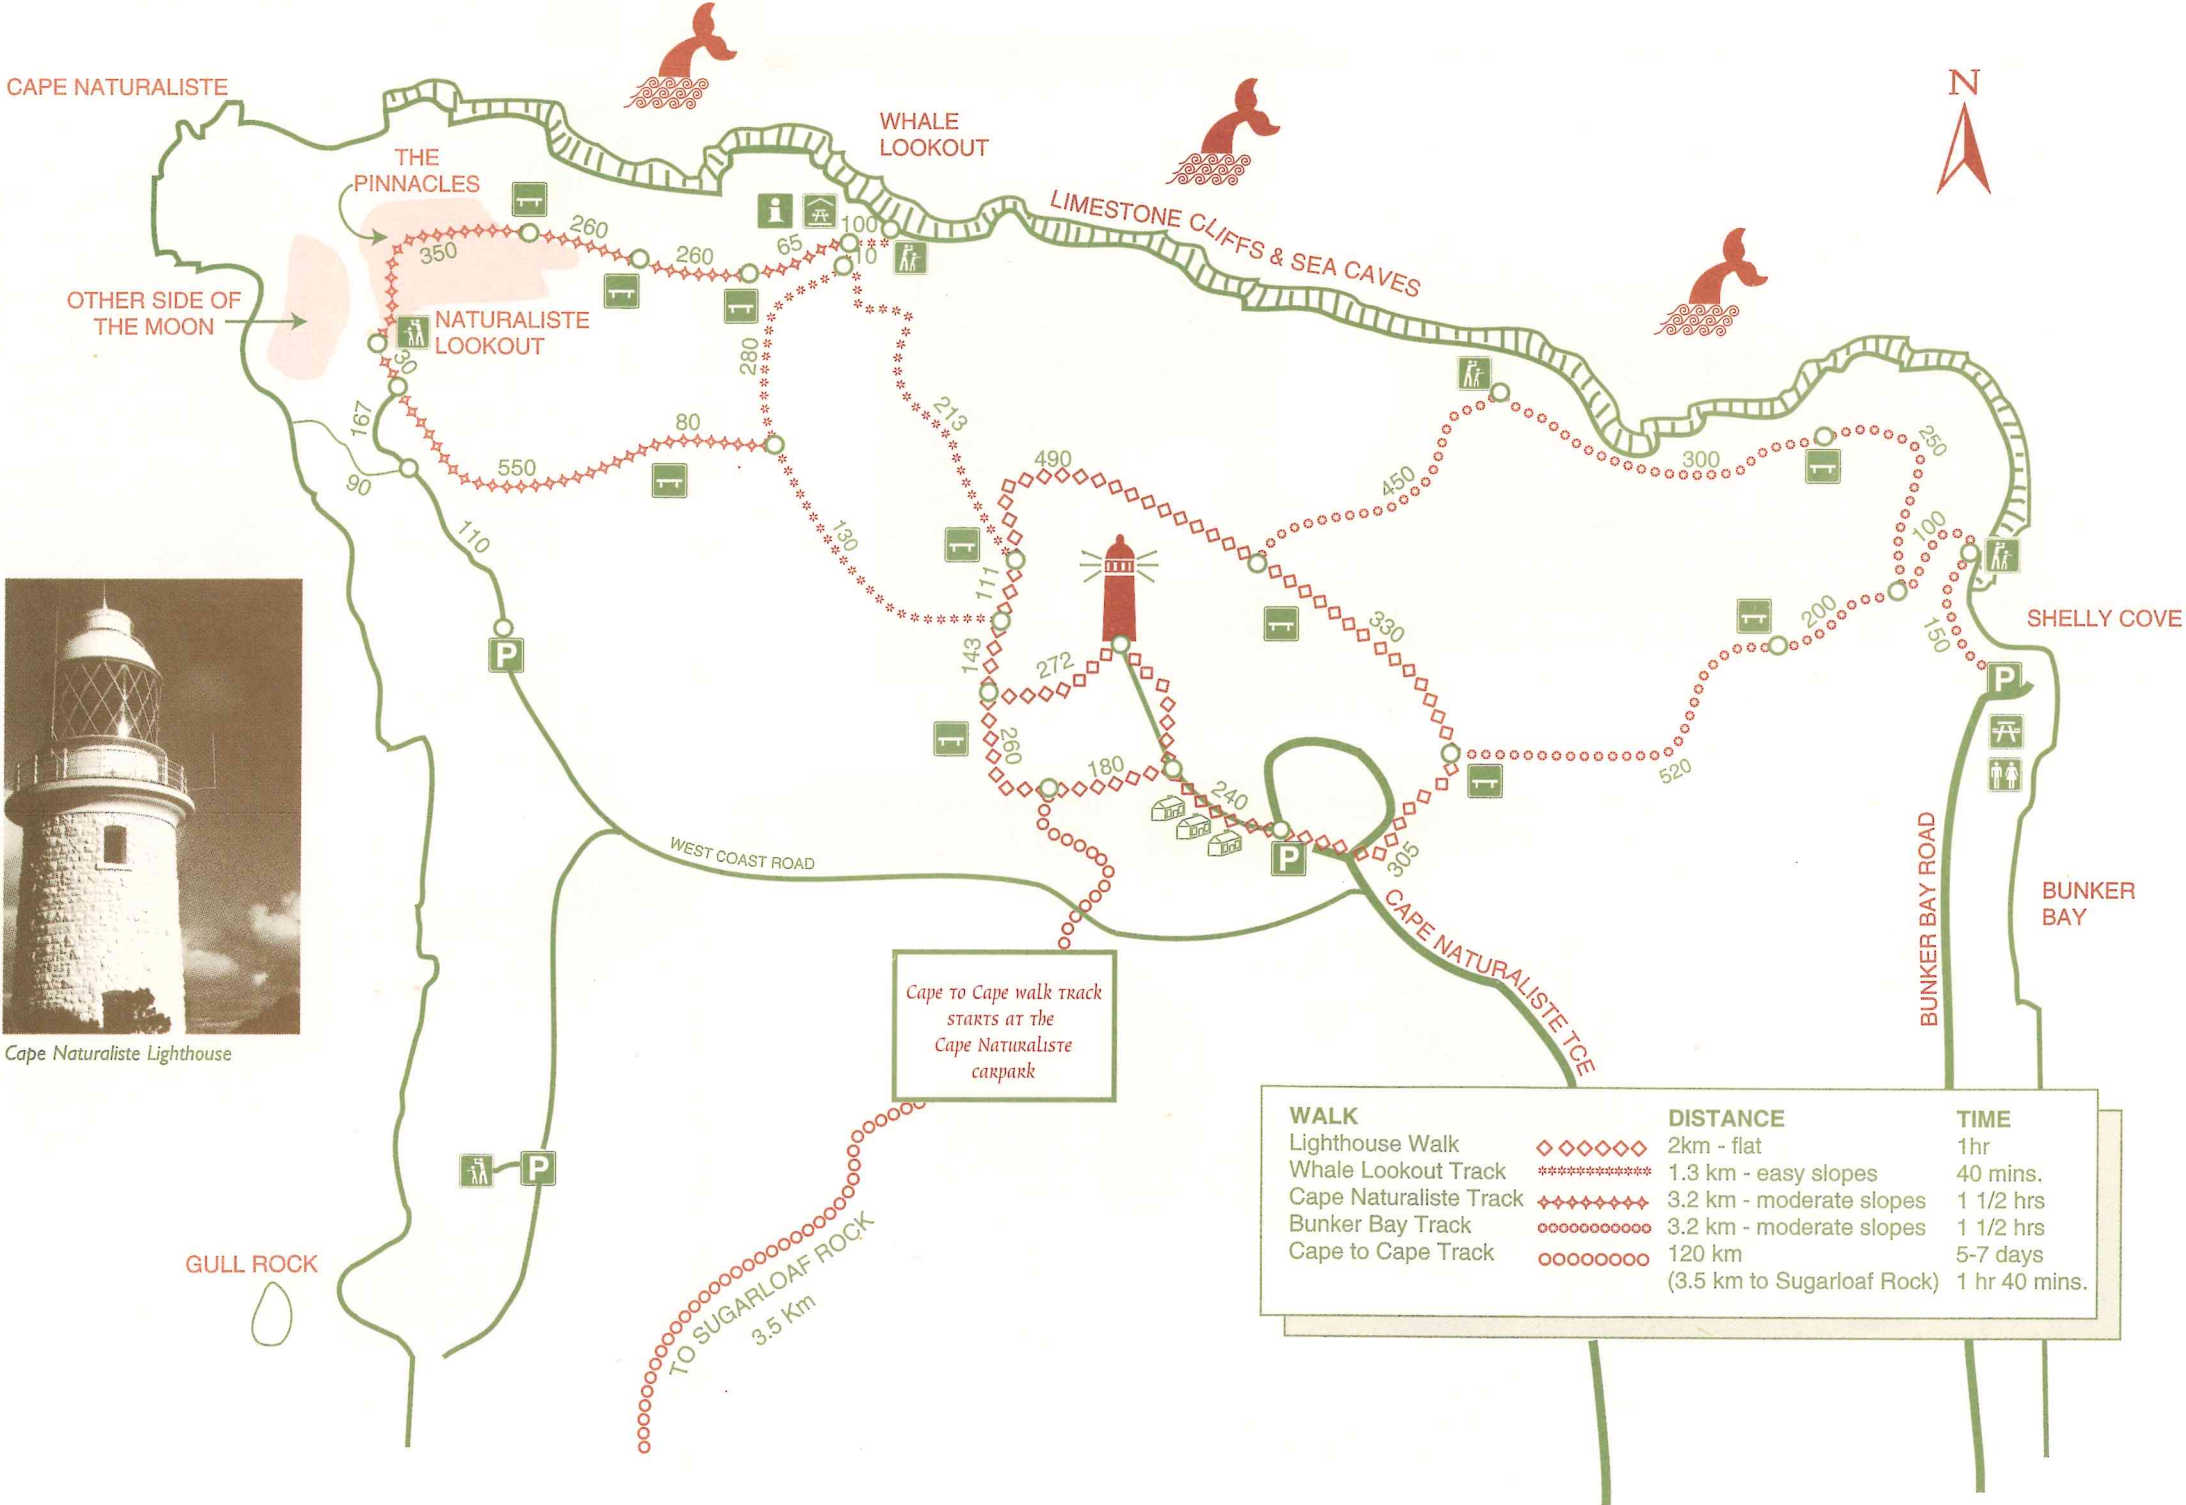 CAPE NATURALISTE
WHALE
LOOKOUT
N
THE
PINNACLES
LIMESTONE CLIFFS & SEA CAVES
i
100
10
65
260
260
350
OTHER SIDE OF
THE MOON
NATURALISTE
LOOKOUT
30
280
167
80
213
550
90
490
450
300
250
110
130
100
111
P
143
272
330
200
150
SHELLY COVE
P
260
180
240
520
305
P
WEST COAST ROAD
CAPE NATURALISTE TCE
BUNKER BAY ROAD
BUNKER
BAY
Cape to Cape walk track
starts at the
Cape Naturaliste
carpark
Cape Naturaliste Lighthouse
P
TO SUGARLOAF ROCK
3.5 Km
GULL ROCK
WALK DISTANCE TIME
Lighthouse Walk 2km - flat 1hr
Whale Lookout Track 1.3 km - easy slopes 40 mins.
Cape Naturaliste Track 3.2 km - moderate slopes 1 1/2 hrs
Bunker Bay Track 3.2 km - moderate slopes 1 1/2 hrs
Cape to Cape Track 120 km 5-7 days
(3.5 km to Sugarloaf Rock) 1 hr 40 mins.